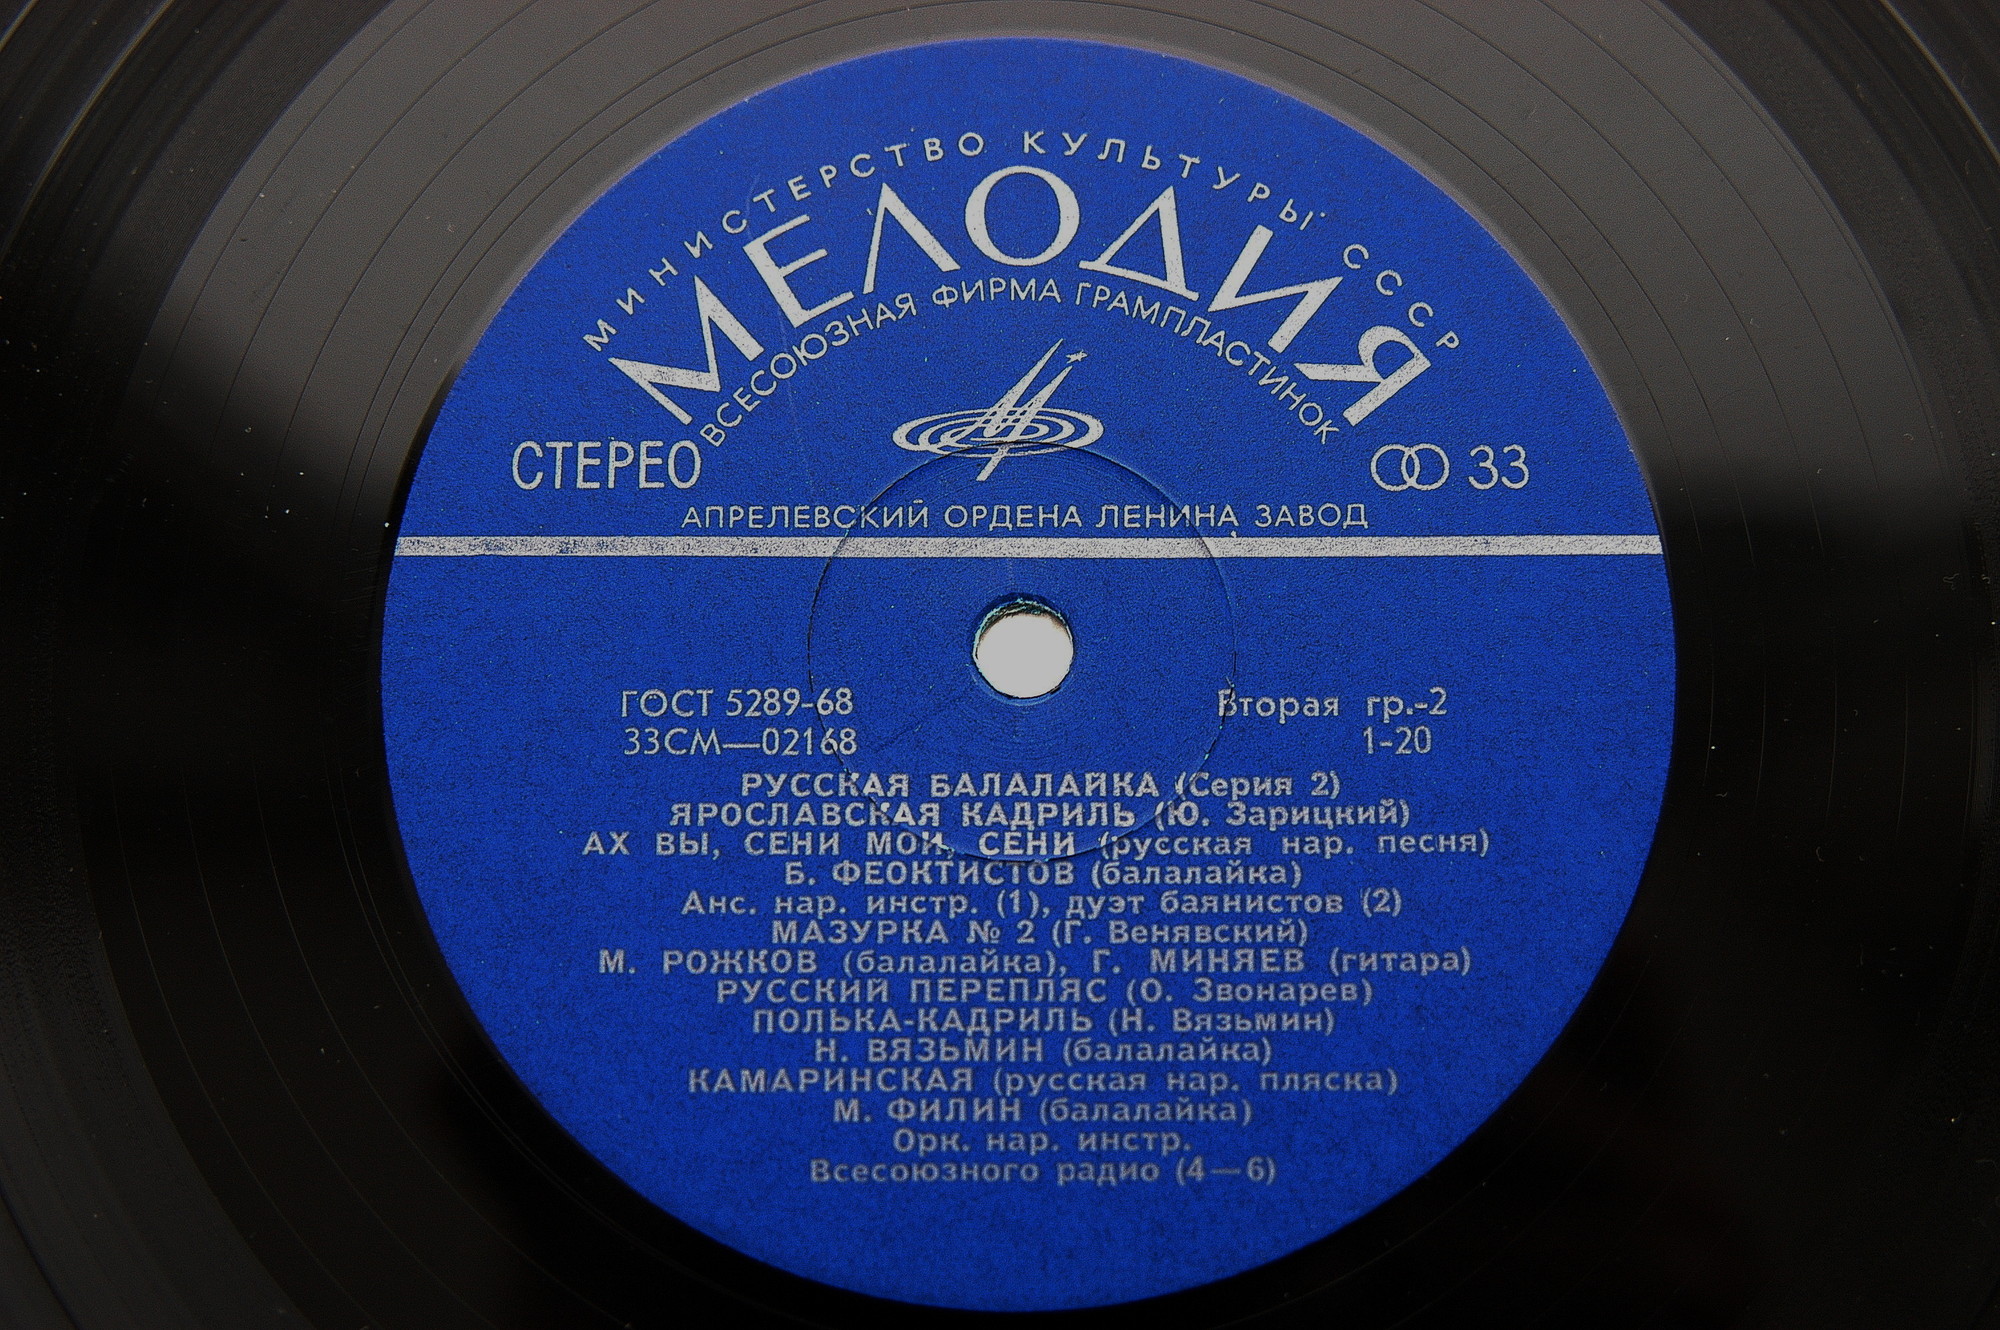 МИНИСТЕРСТВО КУЛЬТУРЫ СССР
МЕЛОДИЯ
ВСЕСОЮЗНАЯ ФИРМА ГРАМПЛАСТИНОК
СТЕРЕО 33
АПРЕЛЕВСКИЙ ОРДЕНА ЛЕНИНА ЗАВОД
ГОСТ 5289-68 Вторая гр.-2
33СМ—02168 1-20
РУССКАЯ БАЛАЛАЙКА (Серия 2)
ЯРОСЛАВСКАЯ КАДРИЛЬ (Ю. Зарицкий)
АХ ВЫ, СЕНИ МОИ, СЕНИ (русская нар. песня)
Б. ФЕОКТИСТОВ (балалайка)
Анс. нар. инстр. (1), дуэт баянистов (2)
МАЗУРКА № 2 (Г. Венявский)
М. РОЖКОВ (балалайка), Г. МИНЯЕВ (гитара)
РУССКИЙ ПЕРЕПЛЯС (О. Звонарев)
ПОЛЬКА-КАДРИЛЬ (Н. Вязьмин)
Н. ВЯЗЬМИН (балалайка)
КАМАРИНСКАЯ (русская нар. пляска)
М. ФИЛИН (балалайка)
Орк. нар. инстр.
Всесоюзного радио (4—6)